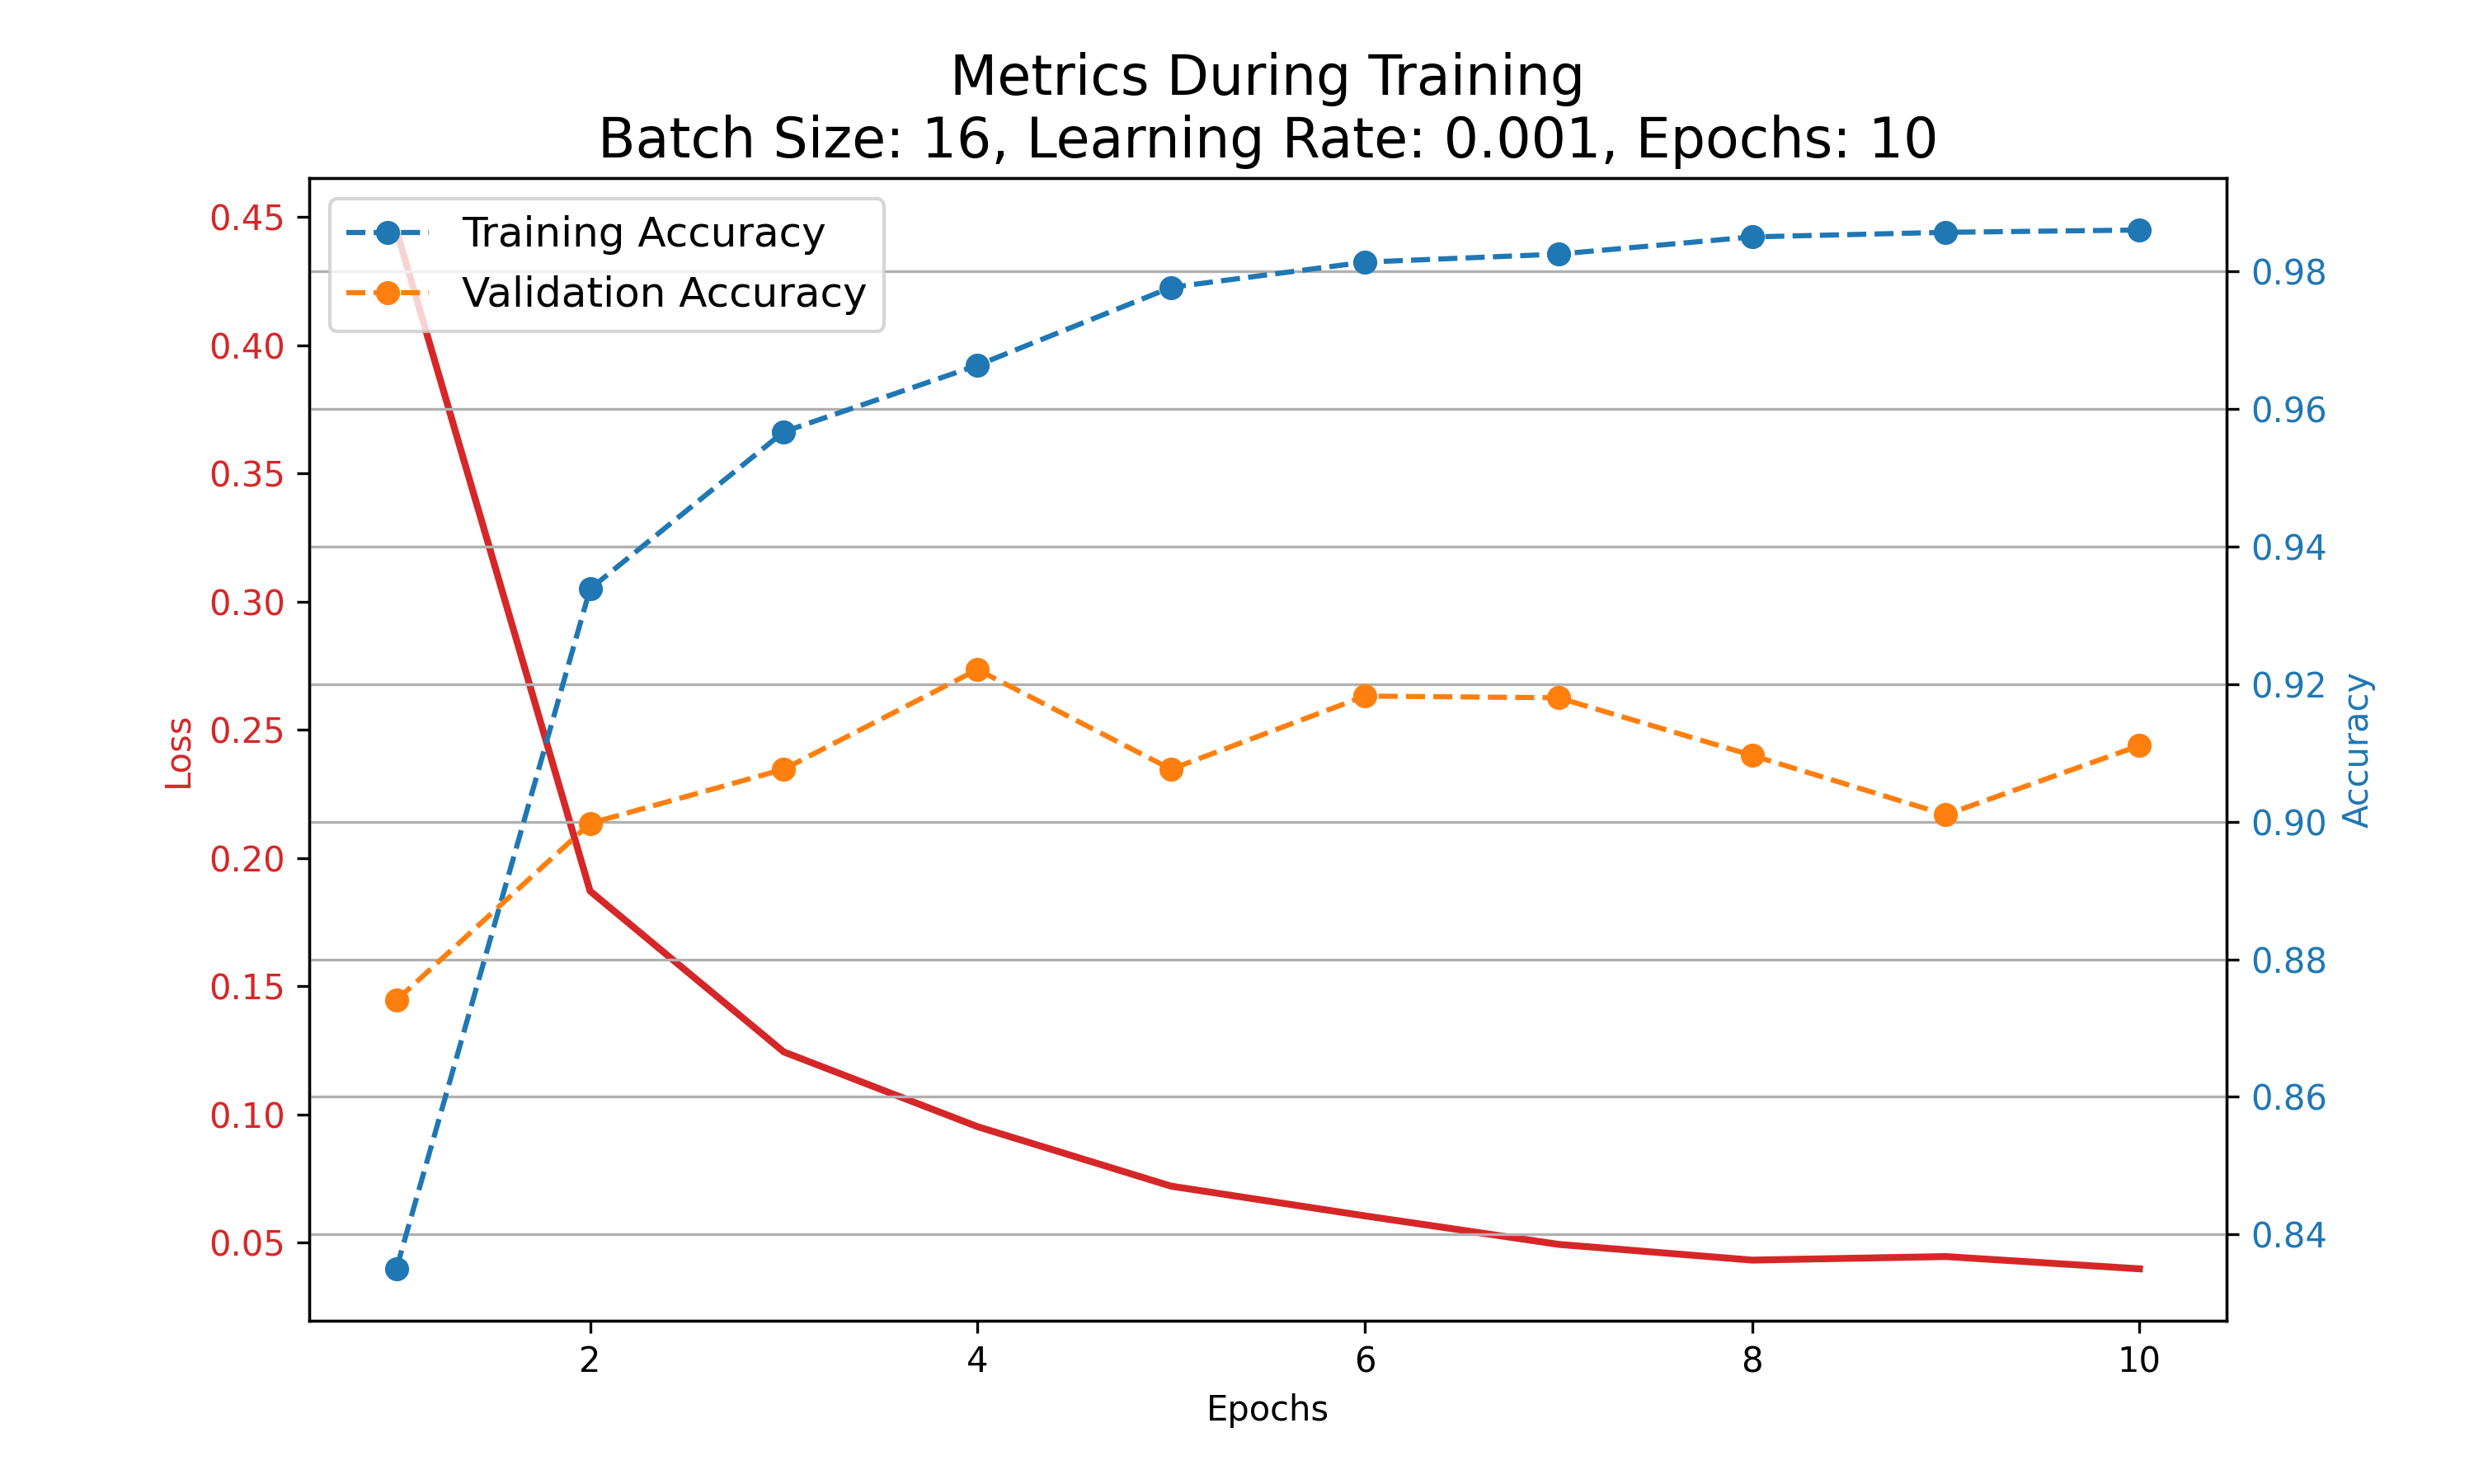 Metrics During Training
Batch Size: 16, Learning Rate: 0.001, Epochs: 10
Training Accuracy
Validation Accuracy
0.45
0.40
0.35
0.30
0.25
0.20
0.15
0.10
0.05
Loss
0.98
0.96
0.94
0.92
0.90
0.88
0.86
0.84
Accuracy
2 4 6 8 10
Epochs